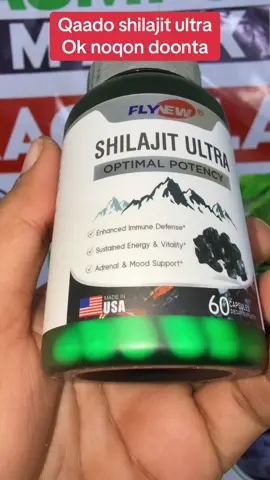 Qaado shilajit ultra
Ok noqon doonta
FLYNEW
SHILAJIT ULTRA
OPTIMAL POTENCY
Enhanced Immune Defense*
Sustained Energy & Vitality*
Adrenal & Mood Support*
MADE IN
USA
60 CAPSULES